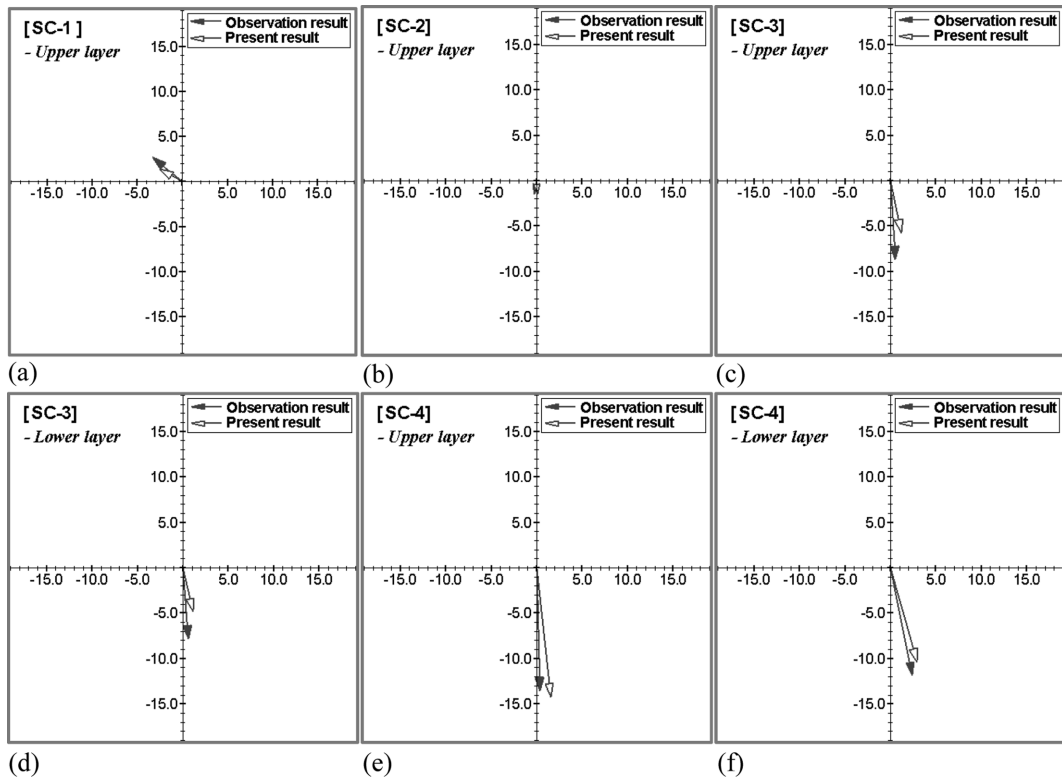 [SC-1 ]
- Upper layer
Observation result
Present result
15.0
10.0
5.0
-15.0 -10.0 -5.0 5.0 10.0 15.0
-5.0
-10.0
-15.0
(a)
[SC-2]
- Upper layer
Observation result
Present result
15.0
10.0
5.0
-15.0 -10.0 -5.0 5.0 10.0 15.0
-5.0
-10.0
-15.0
(b)
[SC-3]
- Upper layer
Observation result
Present result
15.0
10.0
5.0
-15.0 -10.0 -5.0 5.0 10.0 15.0
-5.0
-10.0
-15.0
(c)
[SC-3]
- Lower layer
Observation result
Present result
15.0
10.0
5.0
-15.0 -10.0 -5.0 5.0 10.0 15.0
-5.0
-10.0
-15.0
(d)
[SC-4]
- Upper layer
Observation result
Present result
15.0
10.0
5.0
-15.0 -10.0 -5.0 5.0 10.0 15.0
-5.0
-10.0
-15.0
(e)
[SC-4]
- Lower layer
Observation result
Present result
15.0
10.0
5.0
-15.0 -10.0 -5.0 5.0 10.0 15.0
-5.0
-10.0
-15.0
(f)